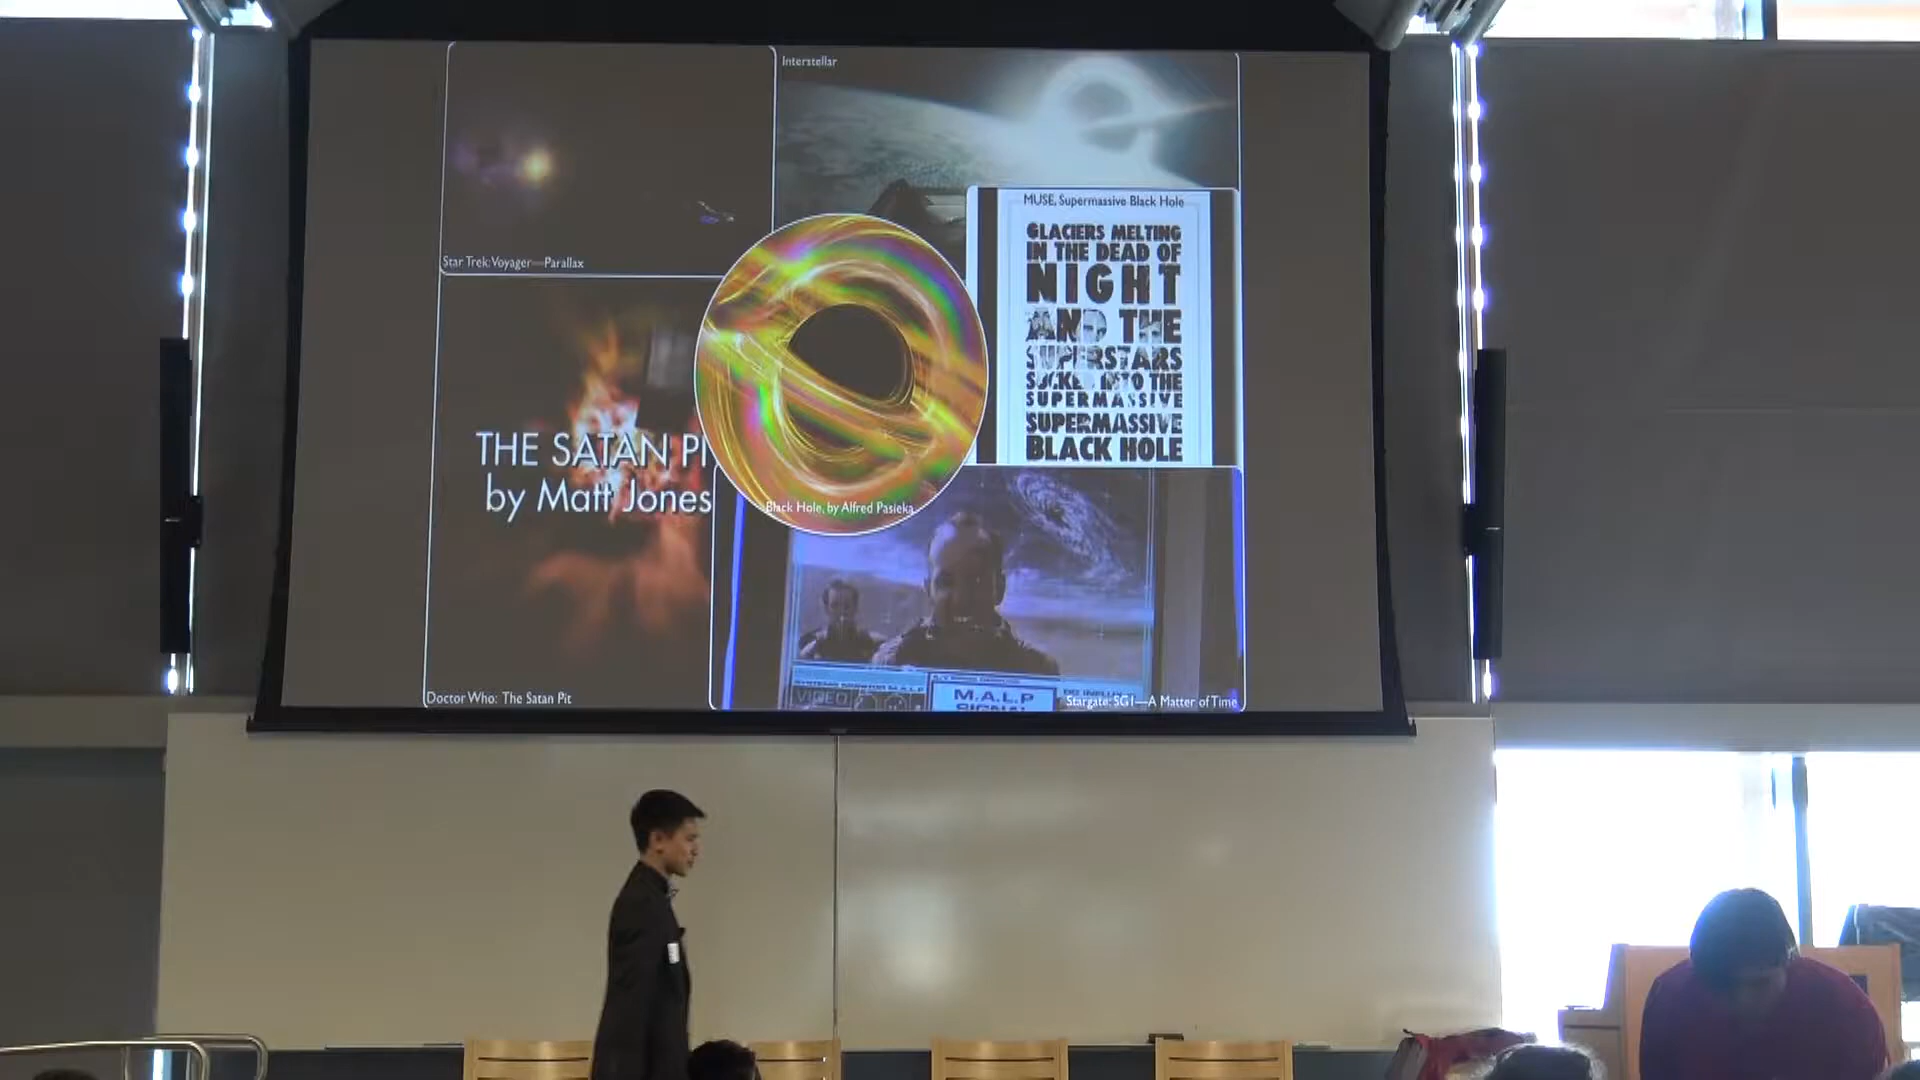 Interstellar
Star Trek: Voyager—Parallax
MUSE, Supermassive Black Hole
GLACIERS MELTING
IN THE DEAD OF
NIGHT
AND THE
SUPERSTARS
SUCKED INTO THE
SUPERMASSIVE
SUPERMASSIVE
BLACK HOLE
THE SATAN PI
by Matt Jones
Black Hole, by Alfred Pasieka
VIDEO
M.A.L.P
SIGNAL
Doctor Who: The Satan Pit
Stargate: SG1—A Matter of Time